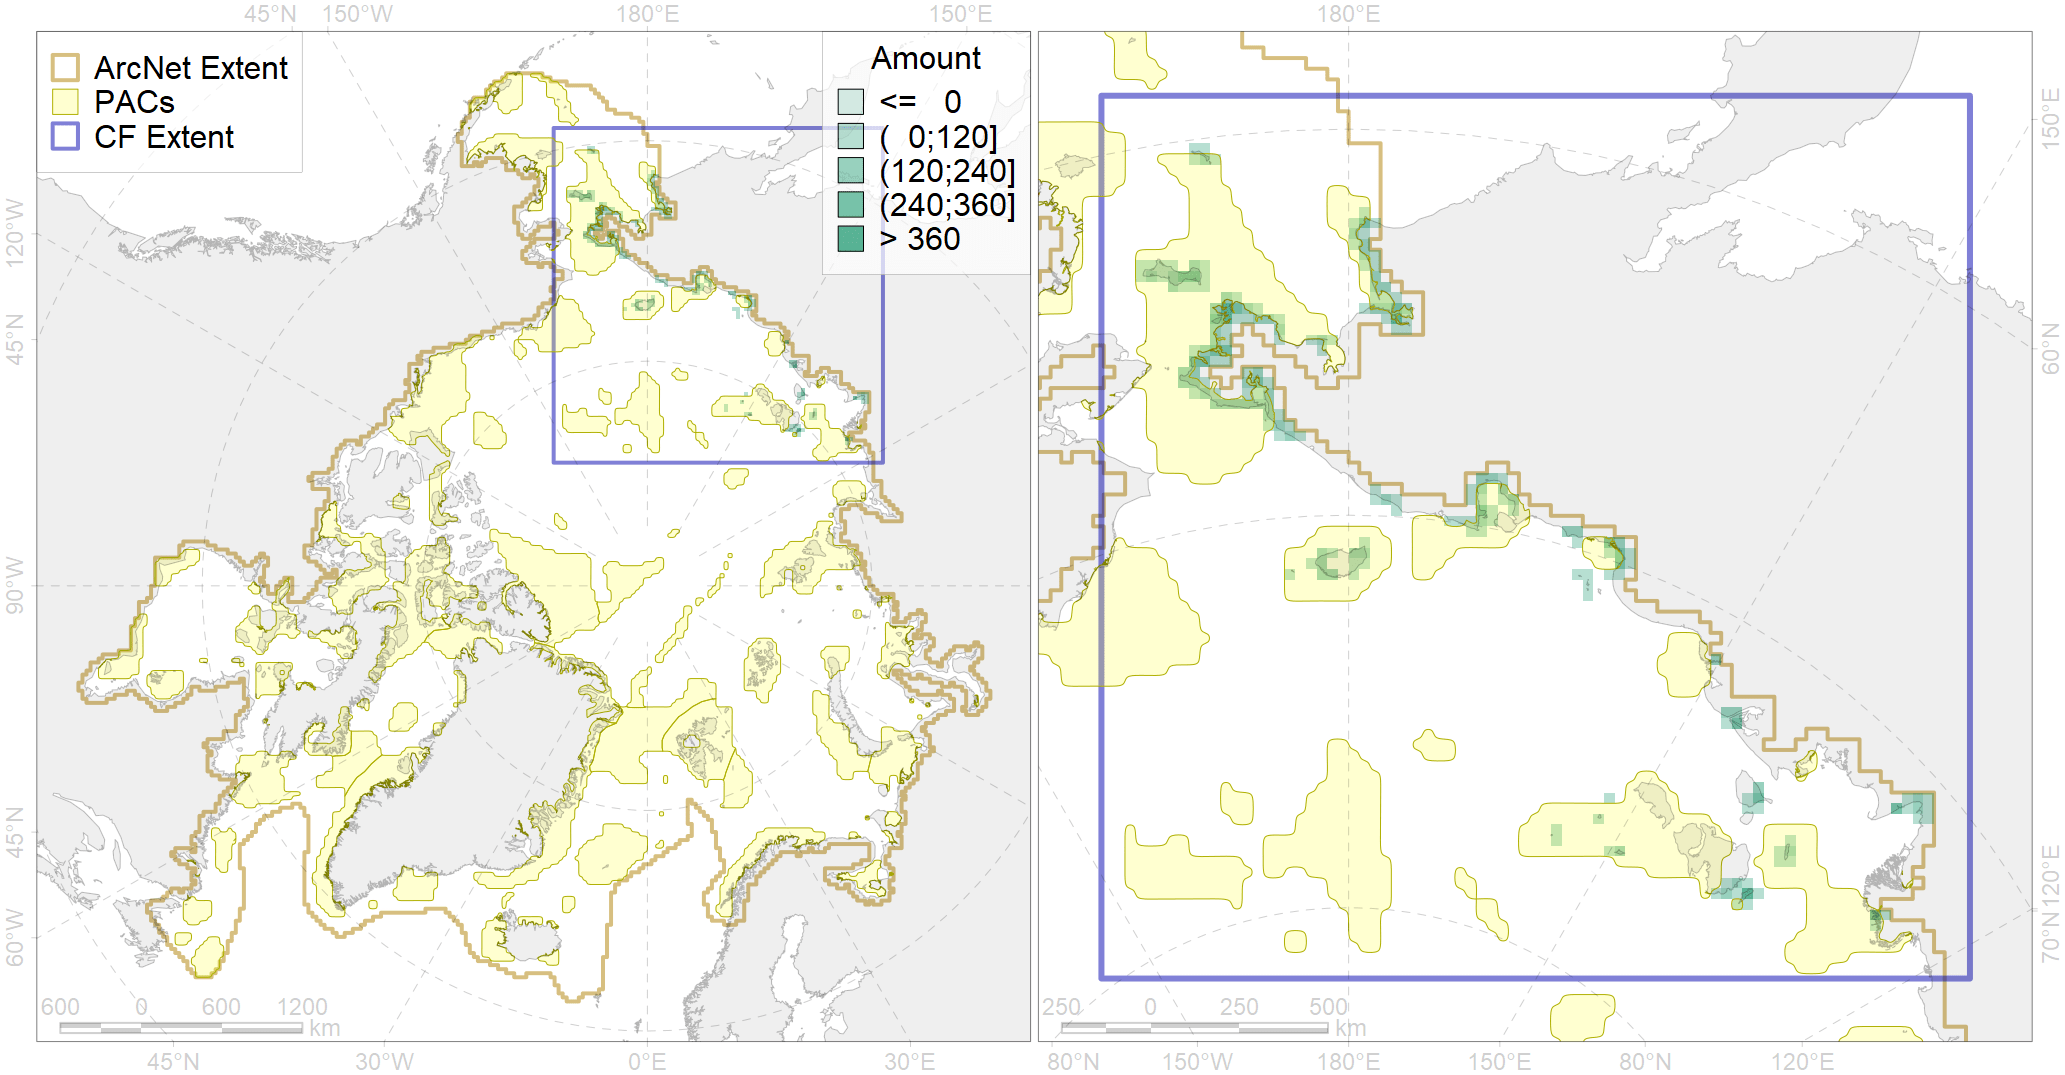 45°N 150°W 180°E 150°E 180°E
ArcNet Extent
PACs
CF Extent
Amount
<= 0
( 0;120]
(120;240]
(240;360]
> 360
120°W
45°N
90°W
45°N
60°W
150°E
60°N
120°E
70°N
600 0 600 1200
km
250 0 250 500
km
45°N 30°W 0°E 30°E
80°N 150°W 180°E 150°E 80°N 120°E